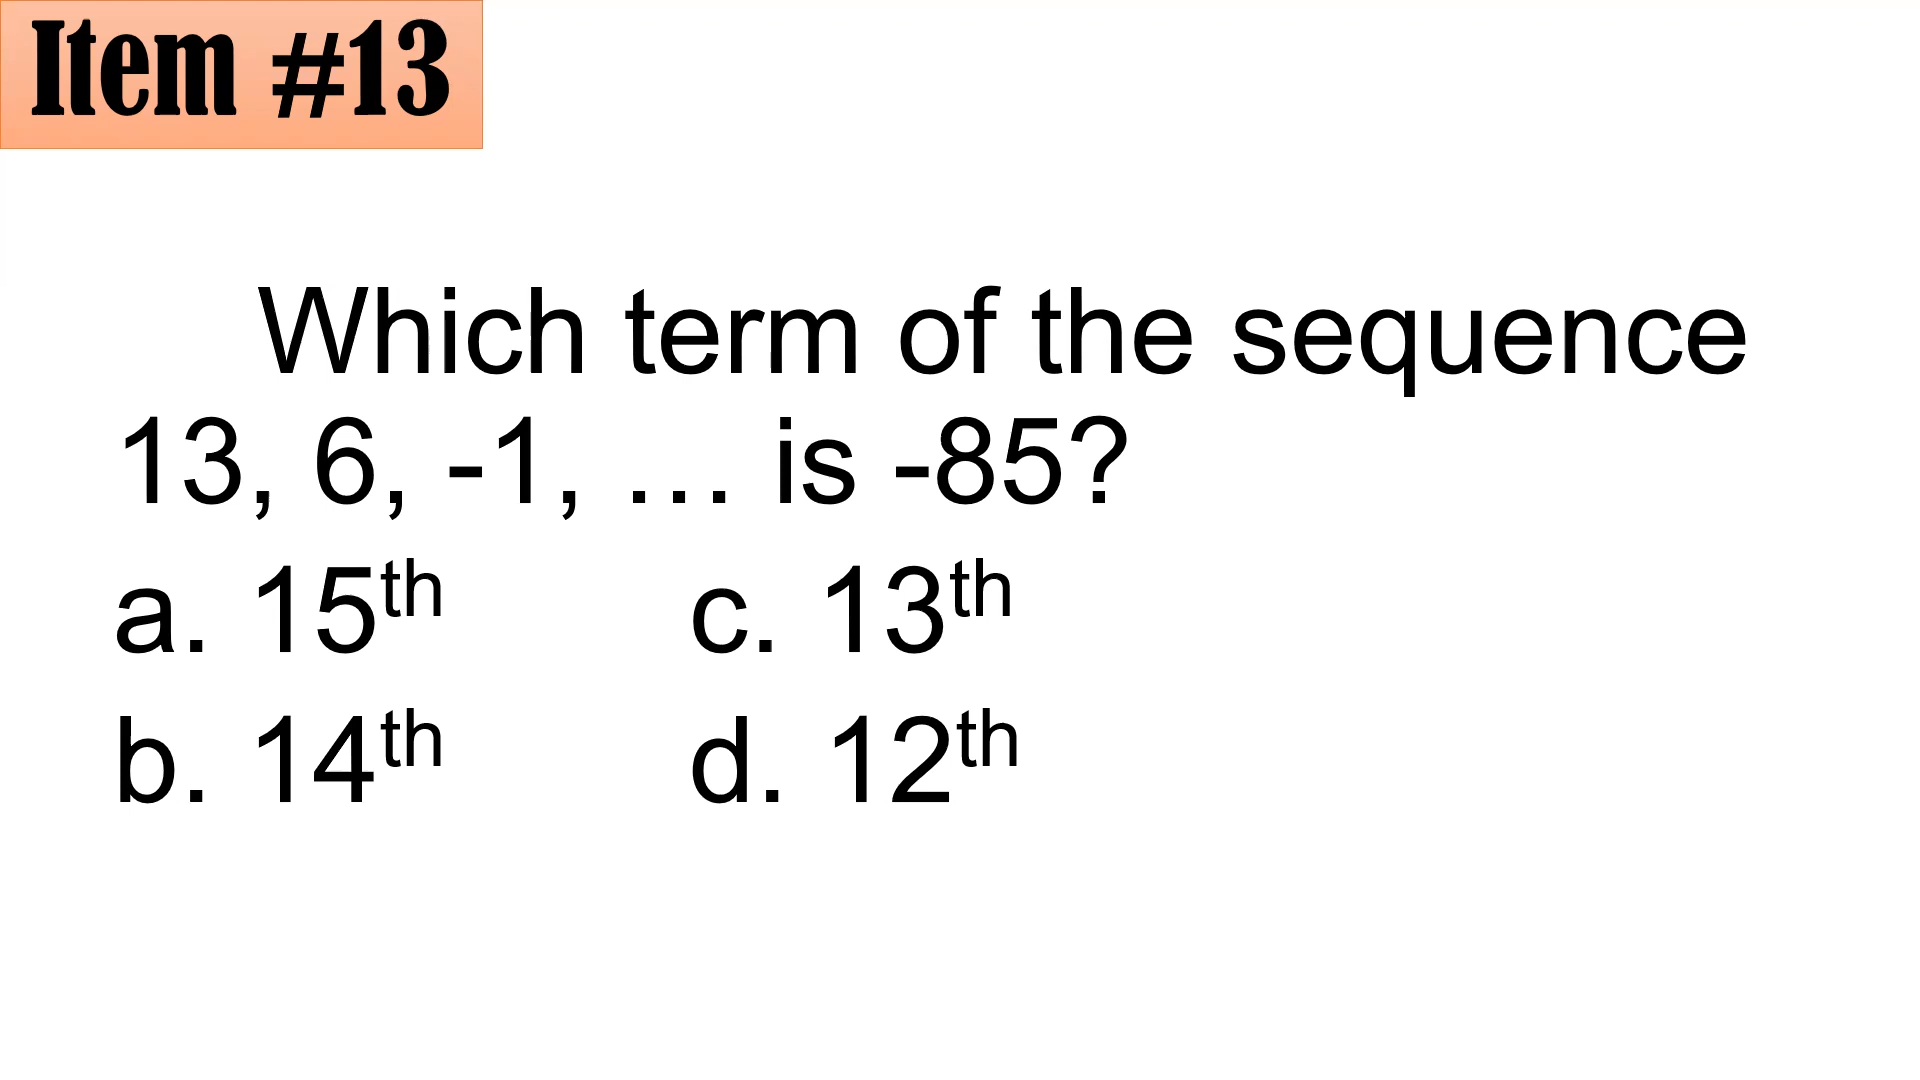 Item #13
Which term of the sequence
13, 6, -1, … is -85?
a. 15th c. 13th
b. 14th d. 12th